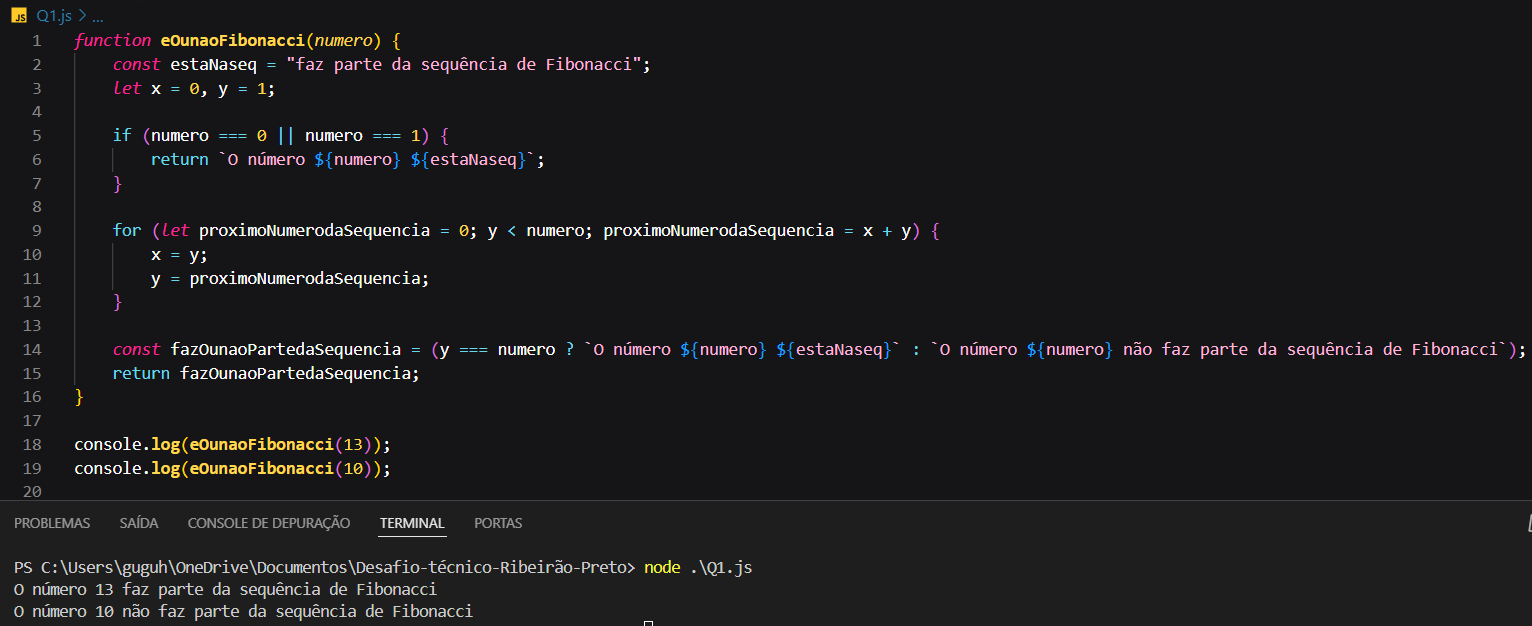 JS Q1.js > ...
1 function eOunaoFibonacci(numero) {
2 const estaNaseq = "faz parte da sequência de Fibonacci";
3 let x = 0, y = 1;
4
5 if (numero === 0 || numero === 1) {
6 return `O número ${numero} ${estaNaseq}`;
7 }
8
9 for (let proximoNumerodaSequencia = 0; y < numero; proximoNumerodaSequencia = x + y) {
10 x = y;
11 y = proximoNumerodaSequencia;
12 }
13
14 const fazOunaoPartedaSequencia = (y === numero ? `O número ${numero} ${estaNaseq}` : `O número ${numero} não faz parte da sequência de Fibonacci`);
15 return fazOunaoPartedaSequencia;
16 }
17
18 console.log(eOunaoFibonacci(13));
19 console.log(eOunaoFibonacci(10));
20
PROBLEMAS SAÍDA CONSOLE DE DEPURAÇÃO TERMINAL PORTAS
PS C:\Users\guguh\OneDrive\Documentos\Desafio-técnico-Ribeirão-Preto> node .\Q1.js
O número 13 faz parte da sequência de Fibonacci
O número 10 não faz parte da sequência de Fibonacci